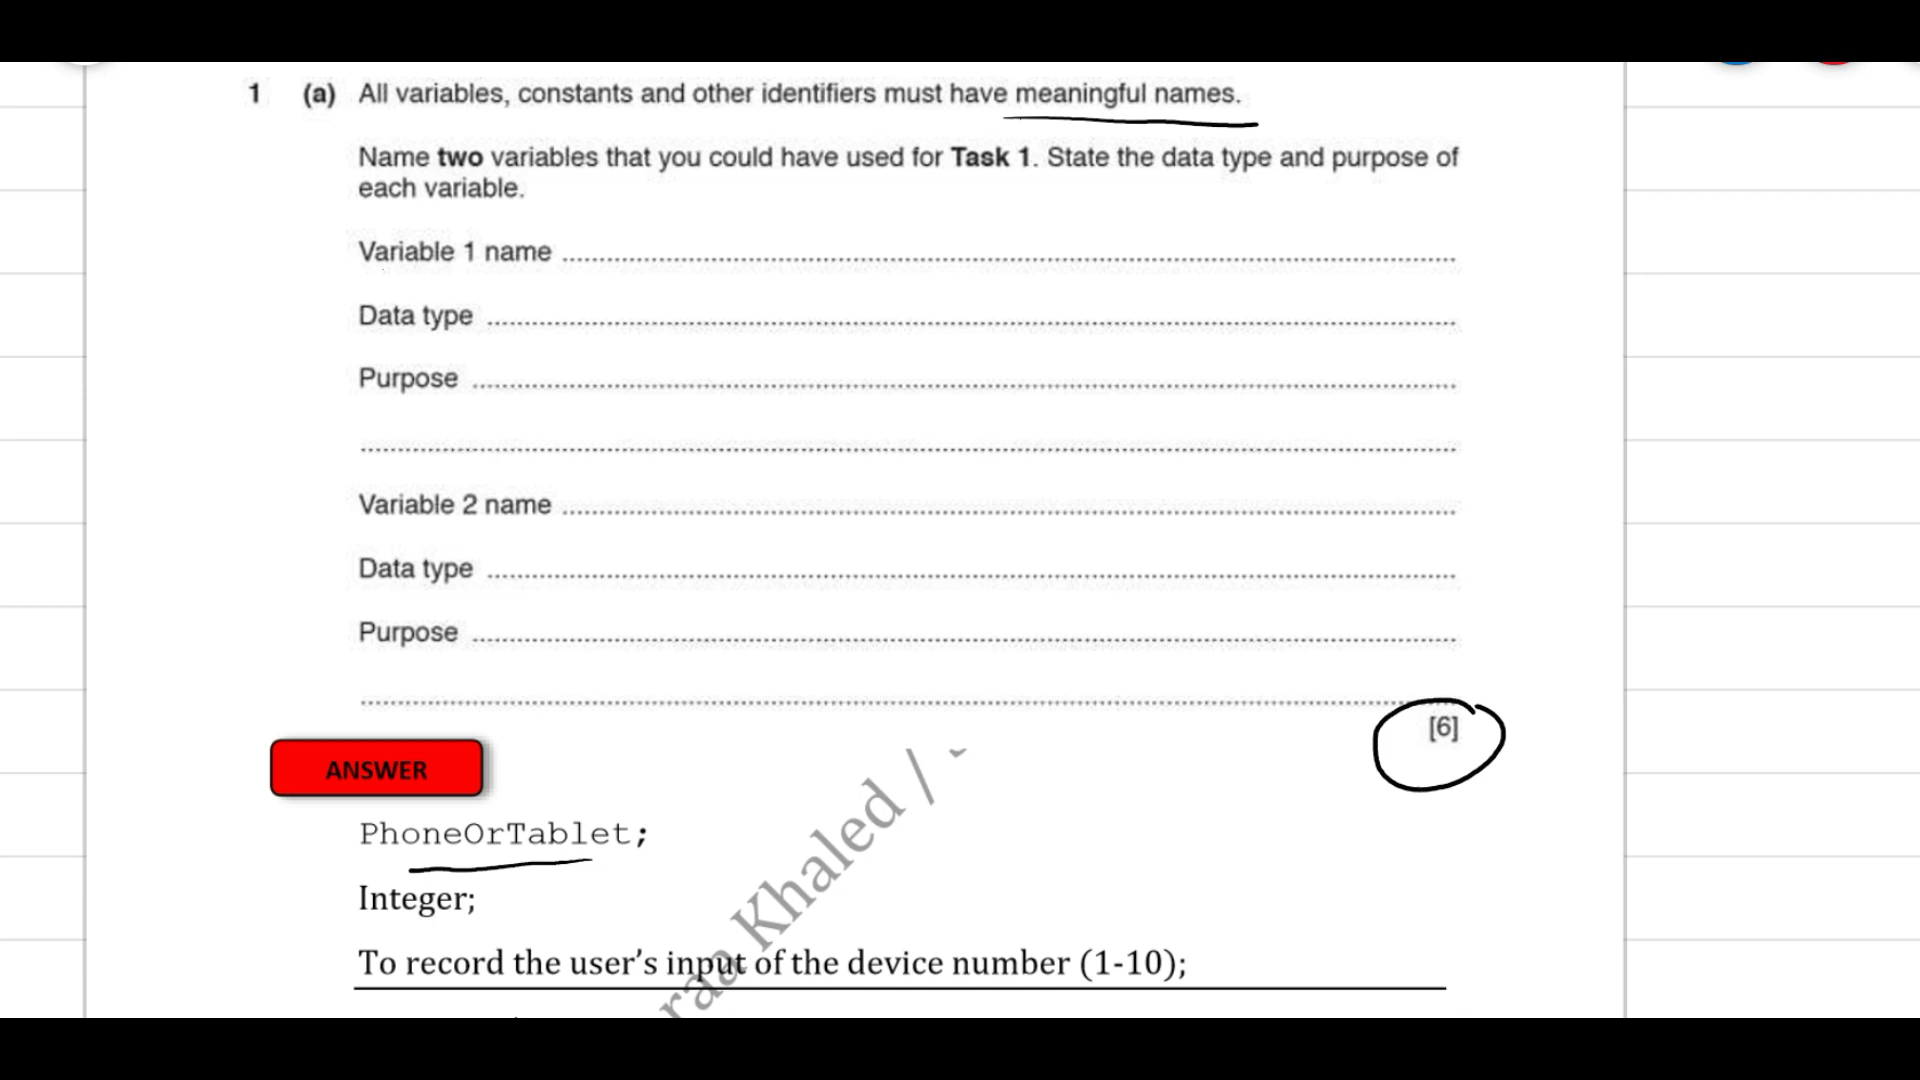 1 (a) All variables, constants and other identifiers must have meaningful names.
Name two variables that you could have used for Task 1. State the data type and purpose of
each variable.
Variable 1 name
Data type
Purpose
Variable 2 name
Data type
Purpose
[6]
ANSWER
PhoneOrTablet;
Integer;
To record the user's input of the device number (1-10);
raa Khaled /